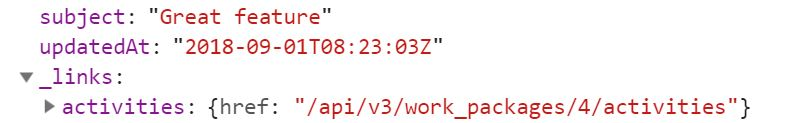 subject: "Great feature"
updatedAt: "2018-09-01T08:23:03Z"
_links:
activities: {href: "/api/v3/work_packages/4/activities"}